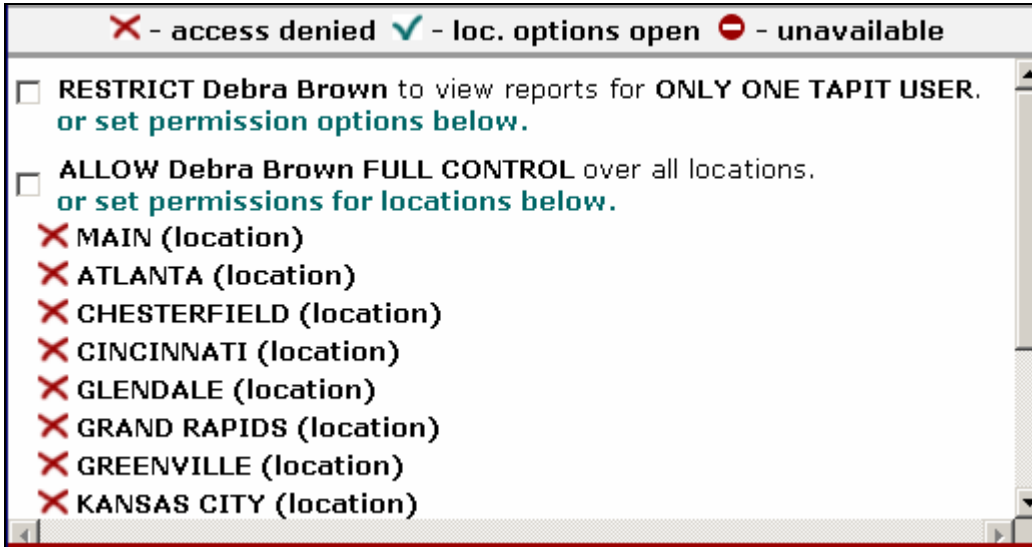 - access denied - loc. options open - unavailable
RESTRICT Debra Brown to view reports for ONLY ONE TAPIT USER.
or set permission options below.
ALLOW Debra Brown FULL CONTROL over all locations.
or set permissions for locations below.
MAIN (location)
ATLANTA (location)
CHESTERFIELD (location)
CINCINNATI (location)
GLENDALE (location)
GRAND RAPIDS (location)
GREENVILLE (location)
KANSAS CITY (location)